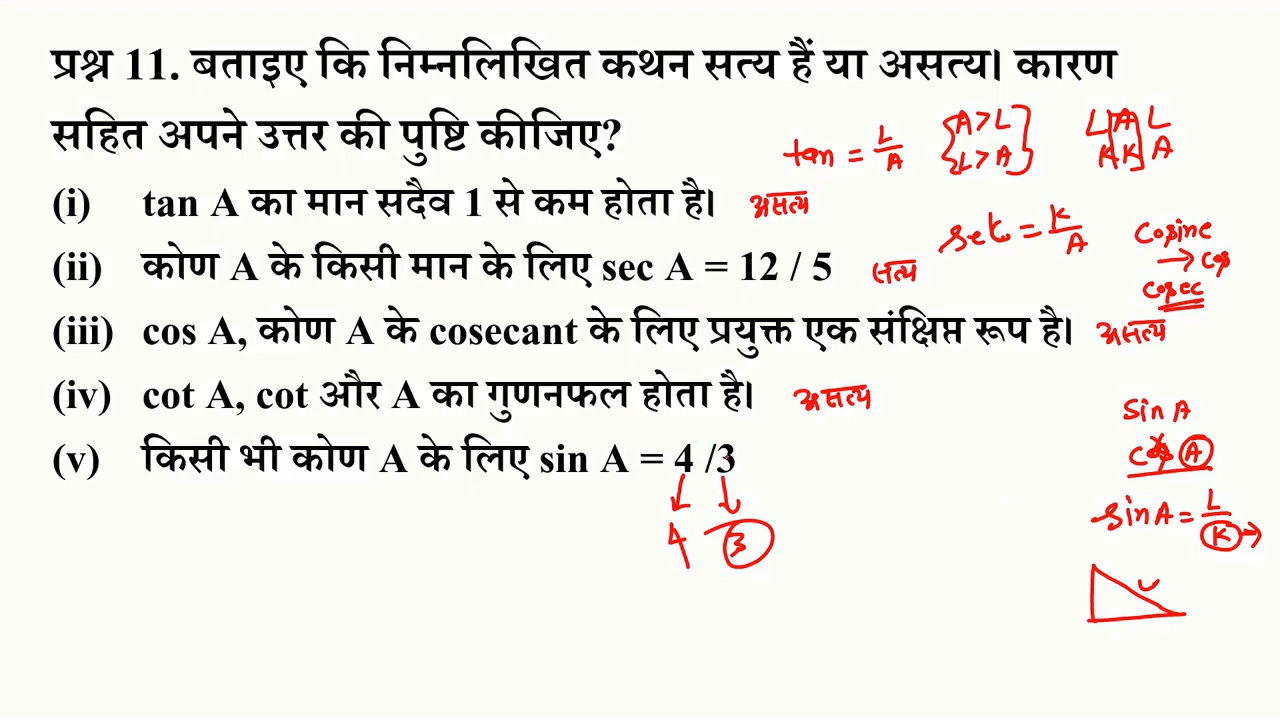 प्रश्न 11. बताइए कि निम्नलिखित कथन सत्य हैं या असत्य। कारण
सहित अपने उत्तर की पुष्टि कीजिए?
tan = L/A {A>L L>A} L A L
K K A
(i) tan A का मान सदैव 1 से कम होता है। असत्य
sec = K/A
Cosine
→ cos
(ii) कोण A के किसी मान के लिए sec A = 12 / 5 सत्य
Cosec
(iii) cos A, कोण A के cosecant के लिए प्रयुक्त एक संक्षिप्त रूप है। असत्य
(iv) cot A, cot और A का गुणनफल होता है। असत्य
sin A
(v) किसी भी कोण A के लिए sin A = 4 /3
A
4 3
sin A = L/K →